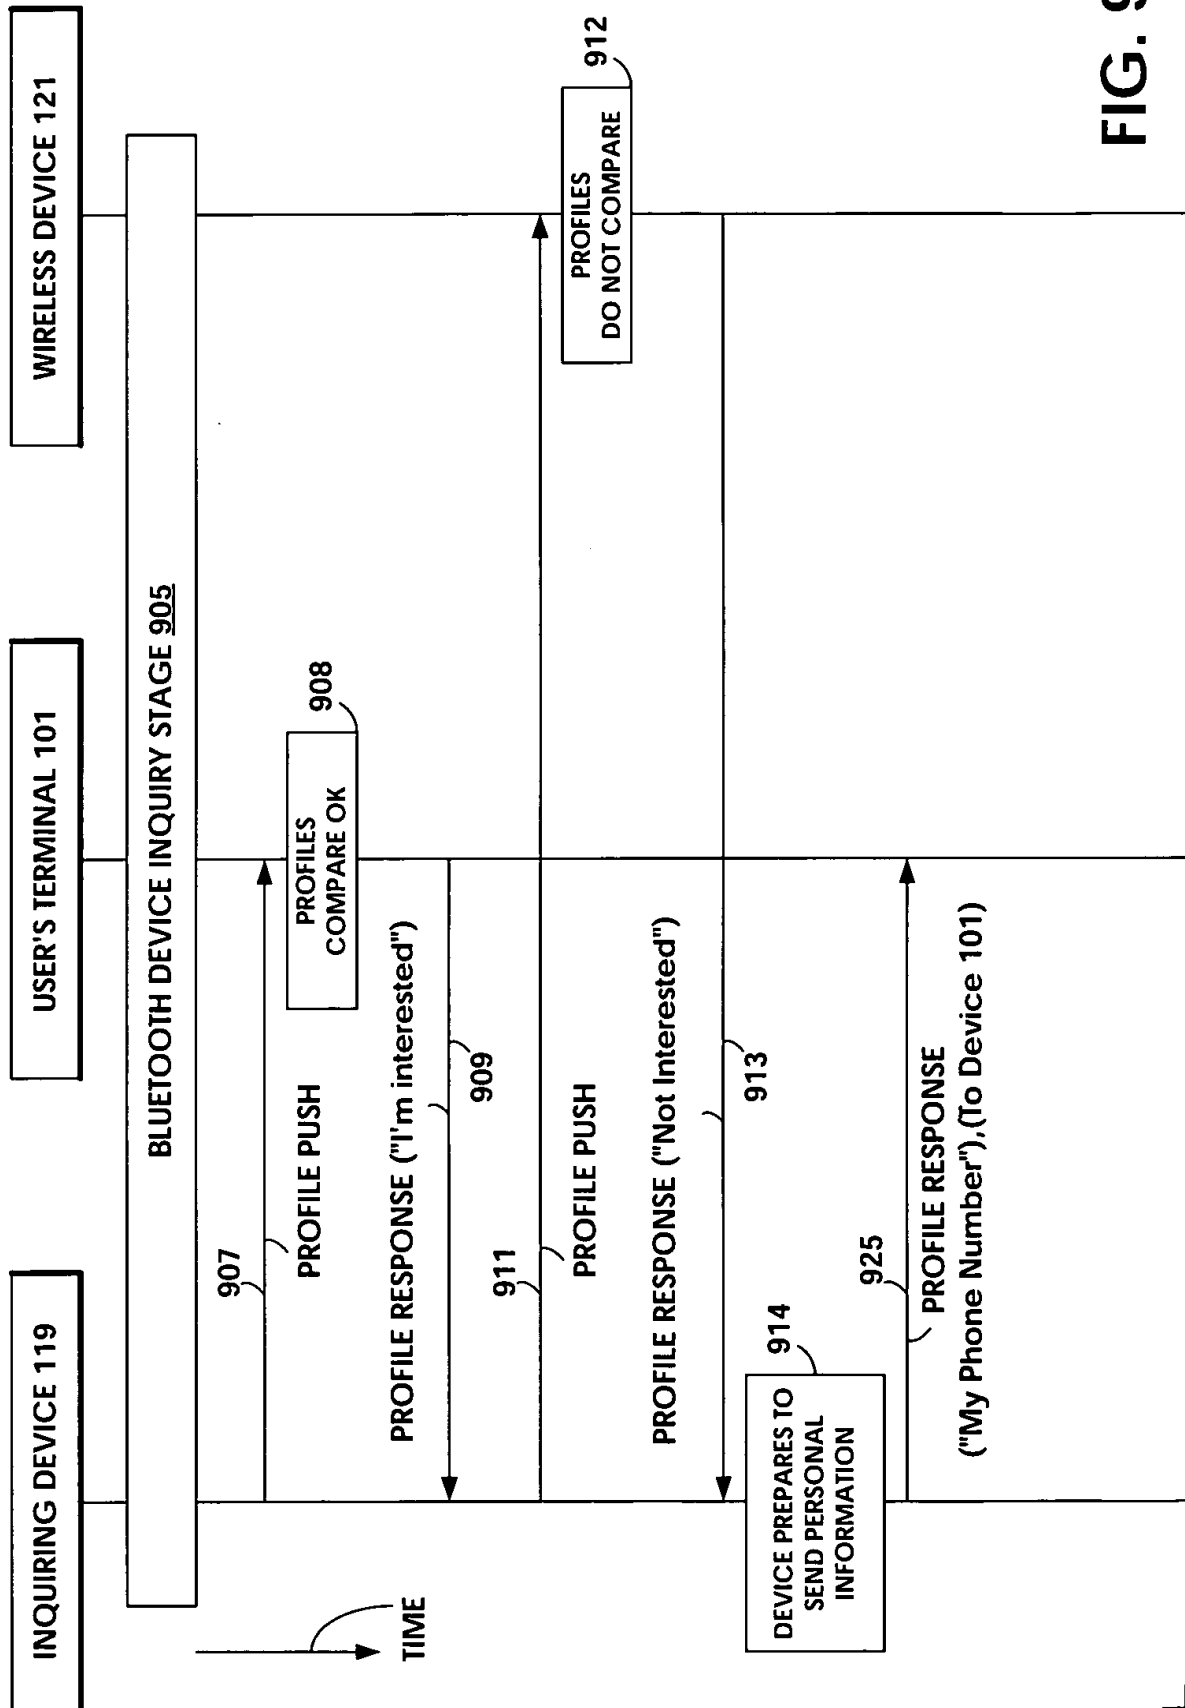 INQUIRING DEVICE 119
USER'S TERMINAL 101
WIRELESS DEVICE 121
BLUETOOTH DEVICE INQUIRY STAGE 905
TIME
907
PROFILE PUSH
PROFILES
COMPARE OK
908
PROFILE RESPONSE ("I'm interested")
909
911
PROFILE PUSH
PROFILES
DO NOT COMPARE
912
PROFILE RESPONSE ("Not Interested")
913
DEVICE PREPARES TO
SEND PERSONAL
INFORMATION
914
925
PROFILE RESPONSE
("My Phone Number"),(To Device 101)
FIG. 9